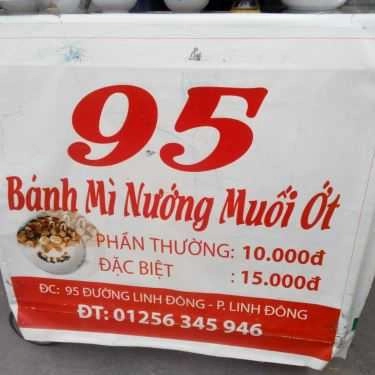 95
Bánh Mì Nướng Muối Ớt
PHẦN THƯỜNG: 10.000đ
ĐẶC BIỆT : 15.000đ
ĐC: 95 ĐƯỜNG LINH ĐÔNG - P. LINH ĐÔNG
ĐT: 01256 345 946